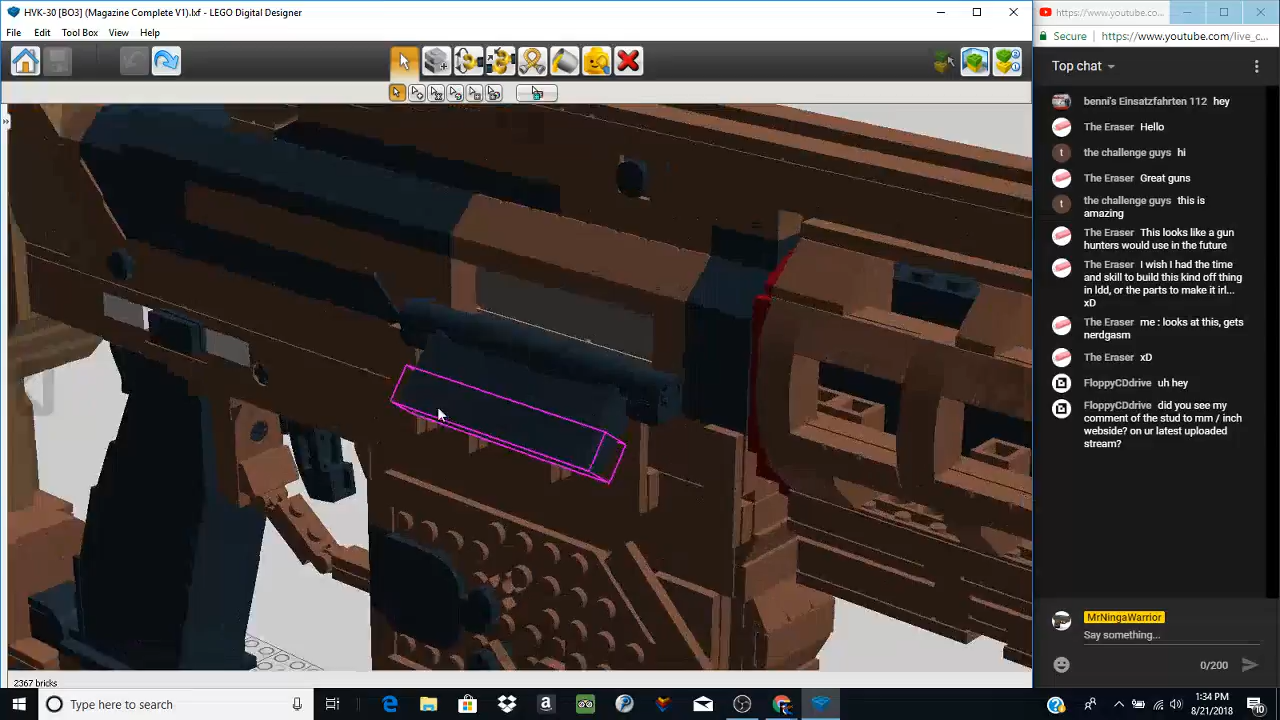 HVK-30 [BO3] (Magazine Complete V1).lxf - LEGO Digital Designer
File Edit Tool Box View Help
2367 bricks
https://www.youtube.co...
Secure https://www.youtube.com/live_c...
Top chat
benni's Einsatzfahrten 112 hey
The Eraser Hello
t the challenge guys hi
The Eraser Great guns
t the challenge guys this is
amazing
The Eraser This looks like a gun
hunters would use in the future
The Eraser I wish I had the time
and skill to build this kind off thing
in ldd, or the parts to make it irl...
xD
The Eraser me : looks at this, gets
nerdgasm
The Eraser xD
FloppyCDdrive uh hey
FloppyCDdrive did you see my
comment of the stud to mm / inch
webside? on ur latest uploaded
stream?
MrNingaWarrior
Say something...
0/200
Type here to search
a
1:34 PM
8/21/2018